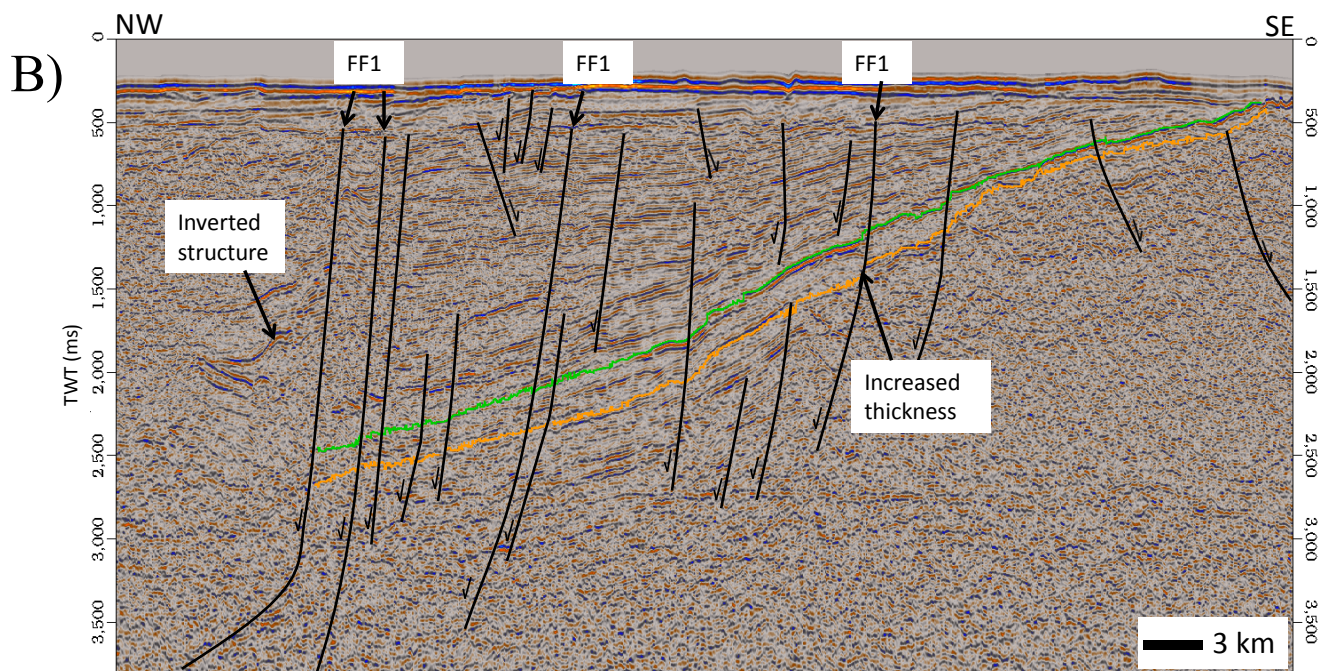 B)
NW
SE
FF1
FF1
FF1
0
500
1,000
1,500
2,000
2,500
3,000
3,500
TWT (ms)
0
500
1,000
1,500
2,000
2,500
3,000
3,500
Inverted
structure
Increased
thickness
3 km